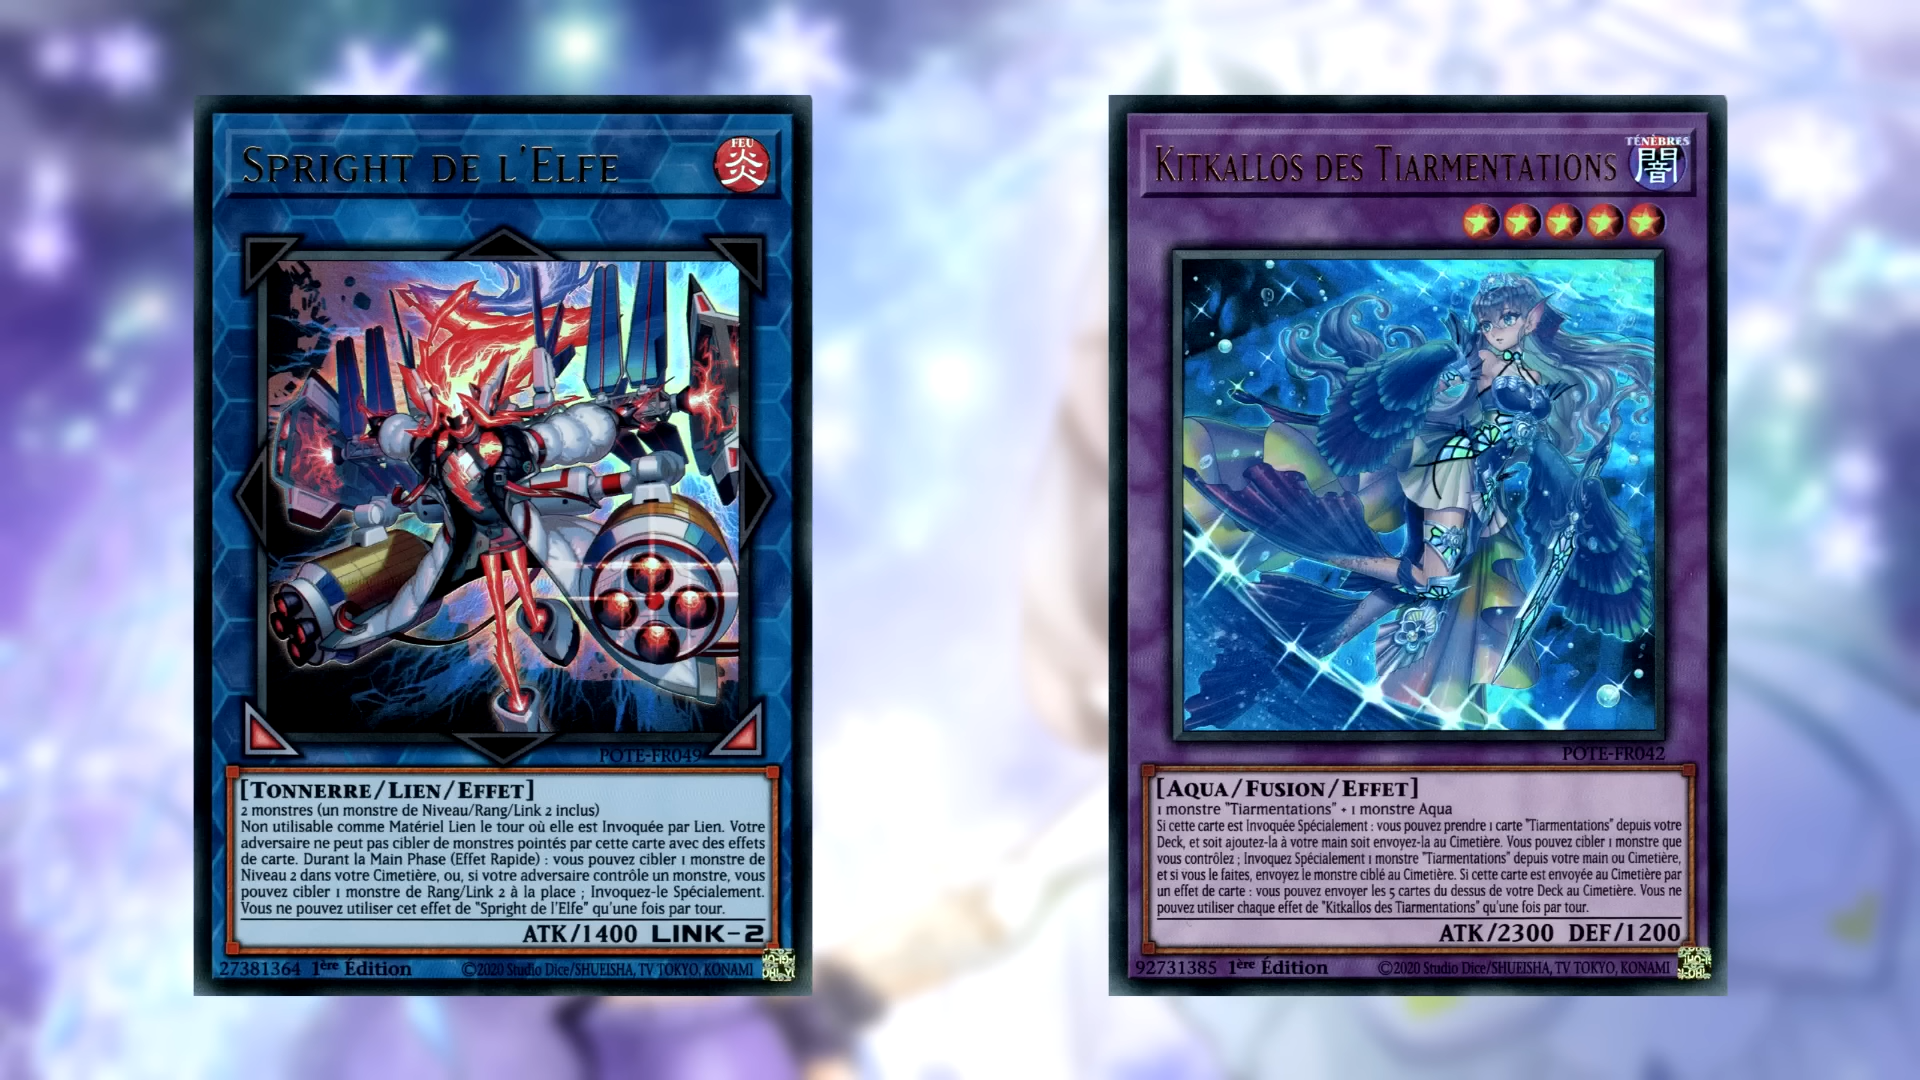 SPRIGHT DE L'ELFE
FEU
炎
POTE-FR049
[TONNERRE/LIEN/EFFET]
2 monstres (un monstre de Niveau/Rang/Link 2 inclus)
Non utilisable comme Matériel Lien le tour où elle est Invoquée par Lien. Votre
adversaire ne peut pas cibler de monstres pointés par cette carte avec des effets
de carte. Durant la Main Phase (Effet Rapide) : vous pouvez cibler 1 monstre de
Niveau 2 dans votre Cimetière, ou, si votre adversaire contrôle un monstre, vous
pouvez cibler 1 monstre de Rang/Link 2 à la place ; Invoquez-le Spécialement.
Vous ne pouvez utiliser cet effet de "Spright de l'Elfe" qu'une fois par tour.
ATK/1400 LINK-2
27381364 1ère Édition ©2020 Studio Dice/SHUEISHA, TV TOKYO, KONAMI
KITKALLOS DES TIARMENTATIONS
TÉNÈBRES
闇
POTE-FR042
[AQUA/FUSION/EFFET]
1 monstre "Tiarmentations" + 1 monstre Aqua
Si cette carte est Invoquée Spécialement : vous pouvez prendre 1 carte "Tiarmentations" depuis votre
Deck, et soit ajoutez-la à votre main soit envoyez-la au Cimetière. Vous pouvez cibler 1 monstre que
vous contrôlez ; Invoquez Spécialement 1 monstre "Tiarmentations" depuis votre main ou Cimetière,
et si vous le faites, envoyez le monstre ciblé au Cimetière. Si cette carte est envoyée au Cimetière par
un effet de carte : vous pouvez envoyer les 5 cartes du dessus de votre Deck au Cimetière. Vous ne
pouvez utiliser chaque effet de "Kitkallos des Tiarmentations" qu'une fois par tour.
ATK/2300 DEF/1200
92731385 1ère Édition ©2020 Studio Dice/SHUEISHA, TV TOKYO, KONAMI